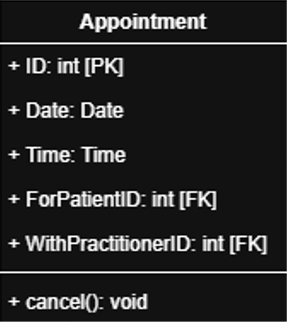 Appointment
+ ID: int [PK]
+ Date: Date
+ Time: Time
+ ForPatientID: int [FK]
+ WithPractitionerID: int [FK]
+ cancel(): void